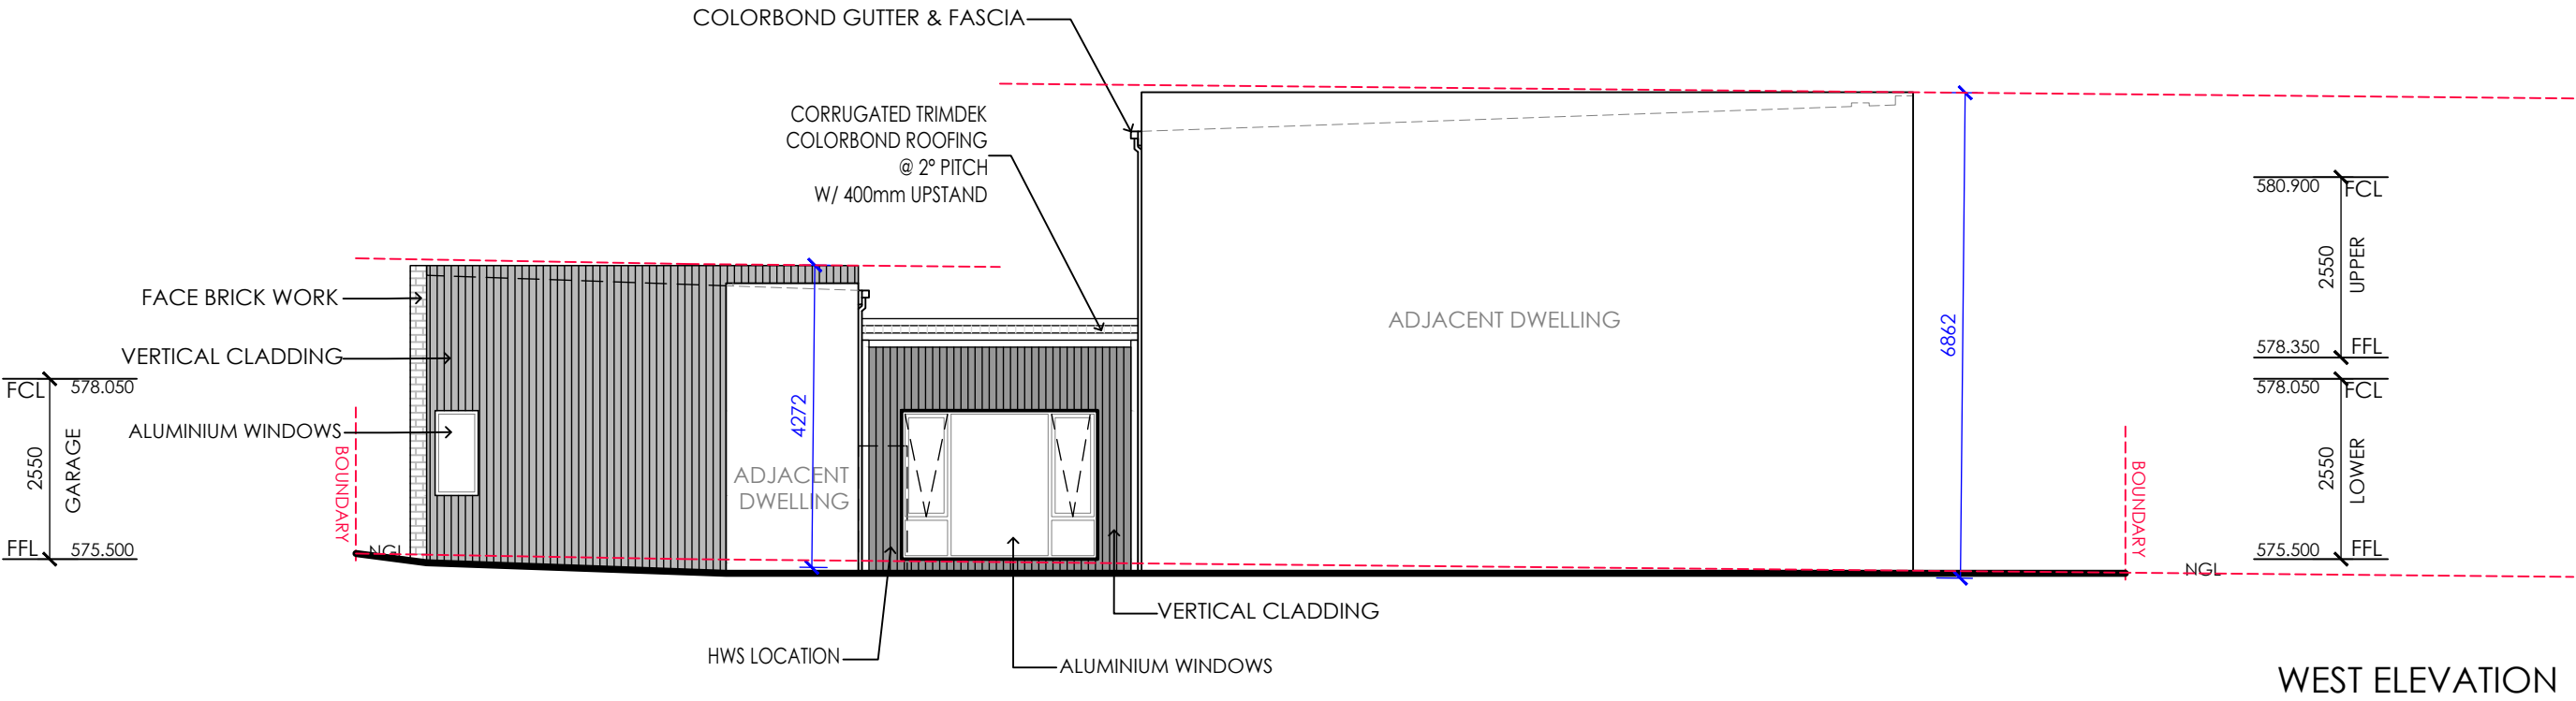 COLORBOND GUTTER & FASCIA
CORRUGATED TRIMDEK
COLORBOND ROOFING
@ 2° PITCH
W/ 400mm UPSTAND
FACE BRICK WORK
VERTICAL CLADDING
ALUMINIUM WINDOWS
FCL 578.050
2550
GARAGE
FFL 575.500
BOUNDARY
NGL
4272
ADJACENT
DWELLING
HWS LOCATION
ALUMINIUM WINDOWS
VERTICAL CLADDING
ADJACENT DWELLING
6862
BOUNDARY
NGL
580.900 FCL
2550
UPPER
578.350 FFL
578.050 FCL
2550
LOWER
575.500 FFL
WEST ELEVATION